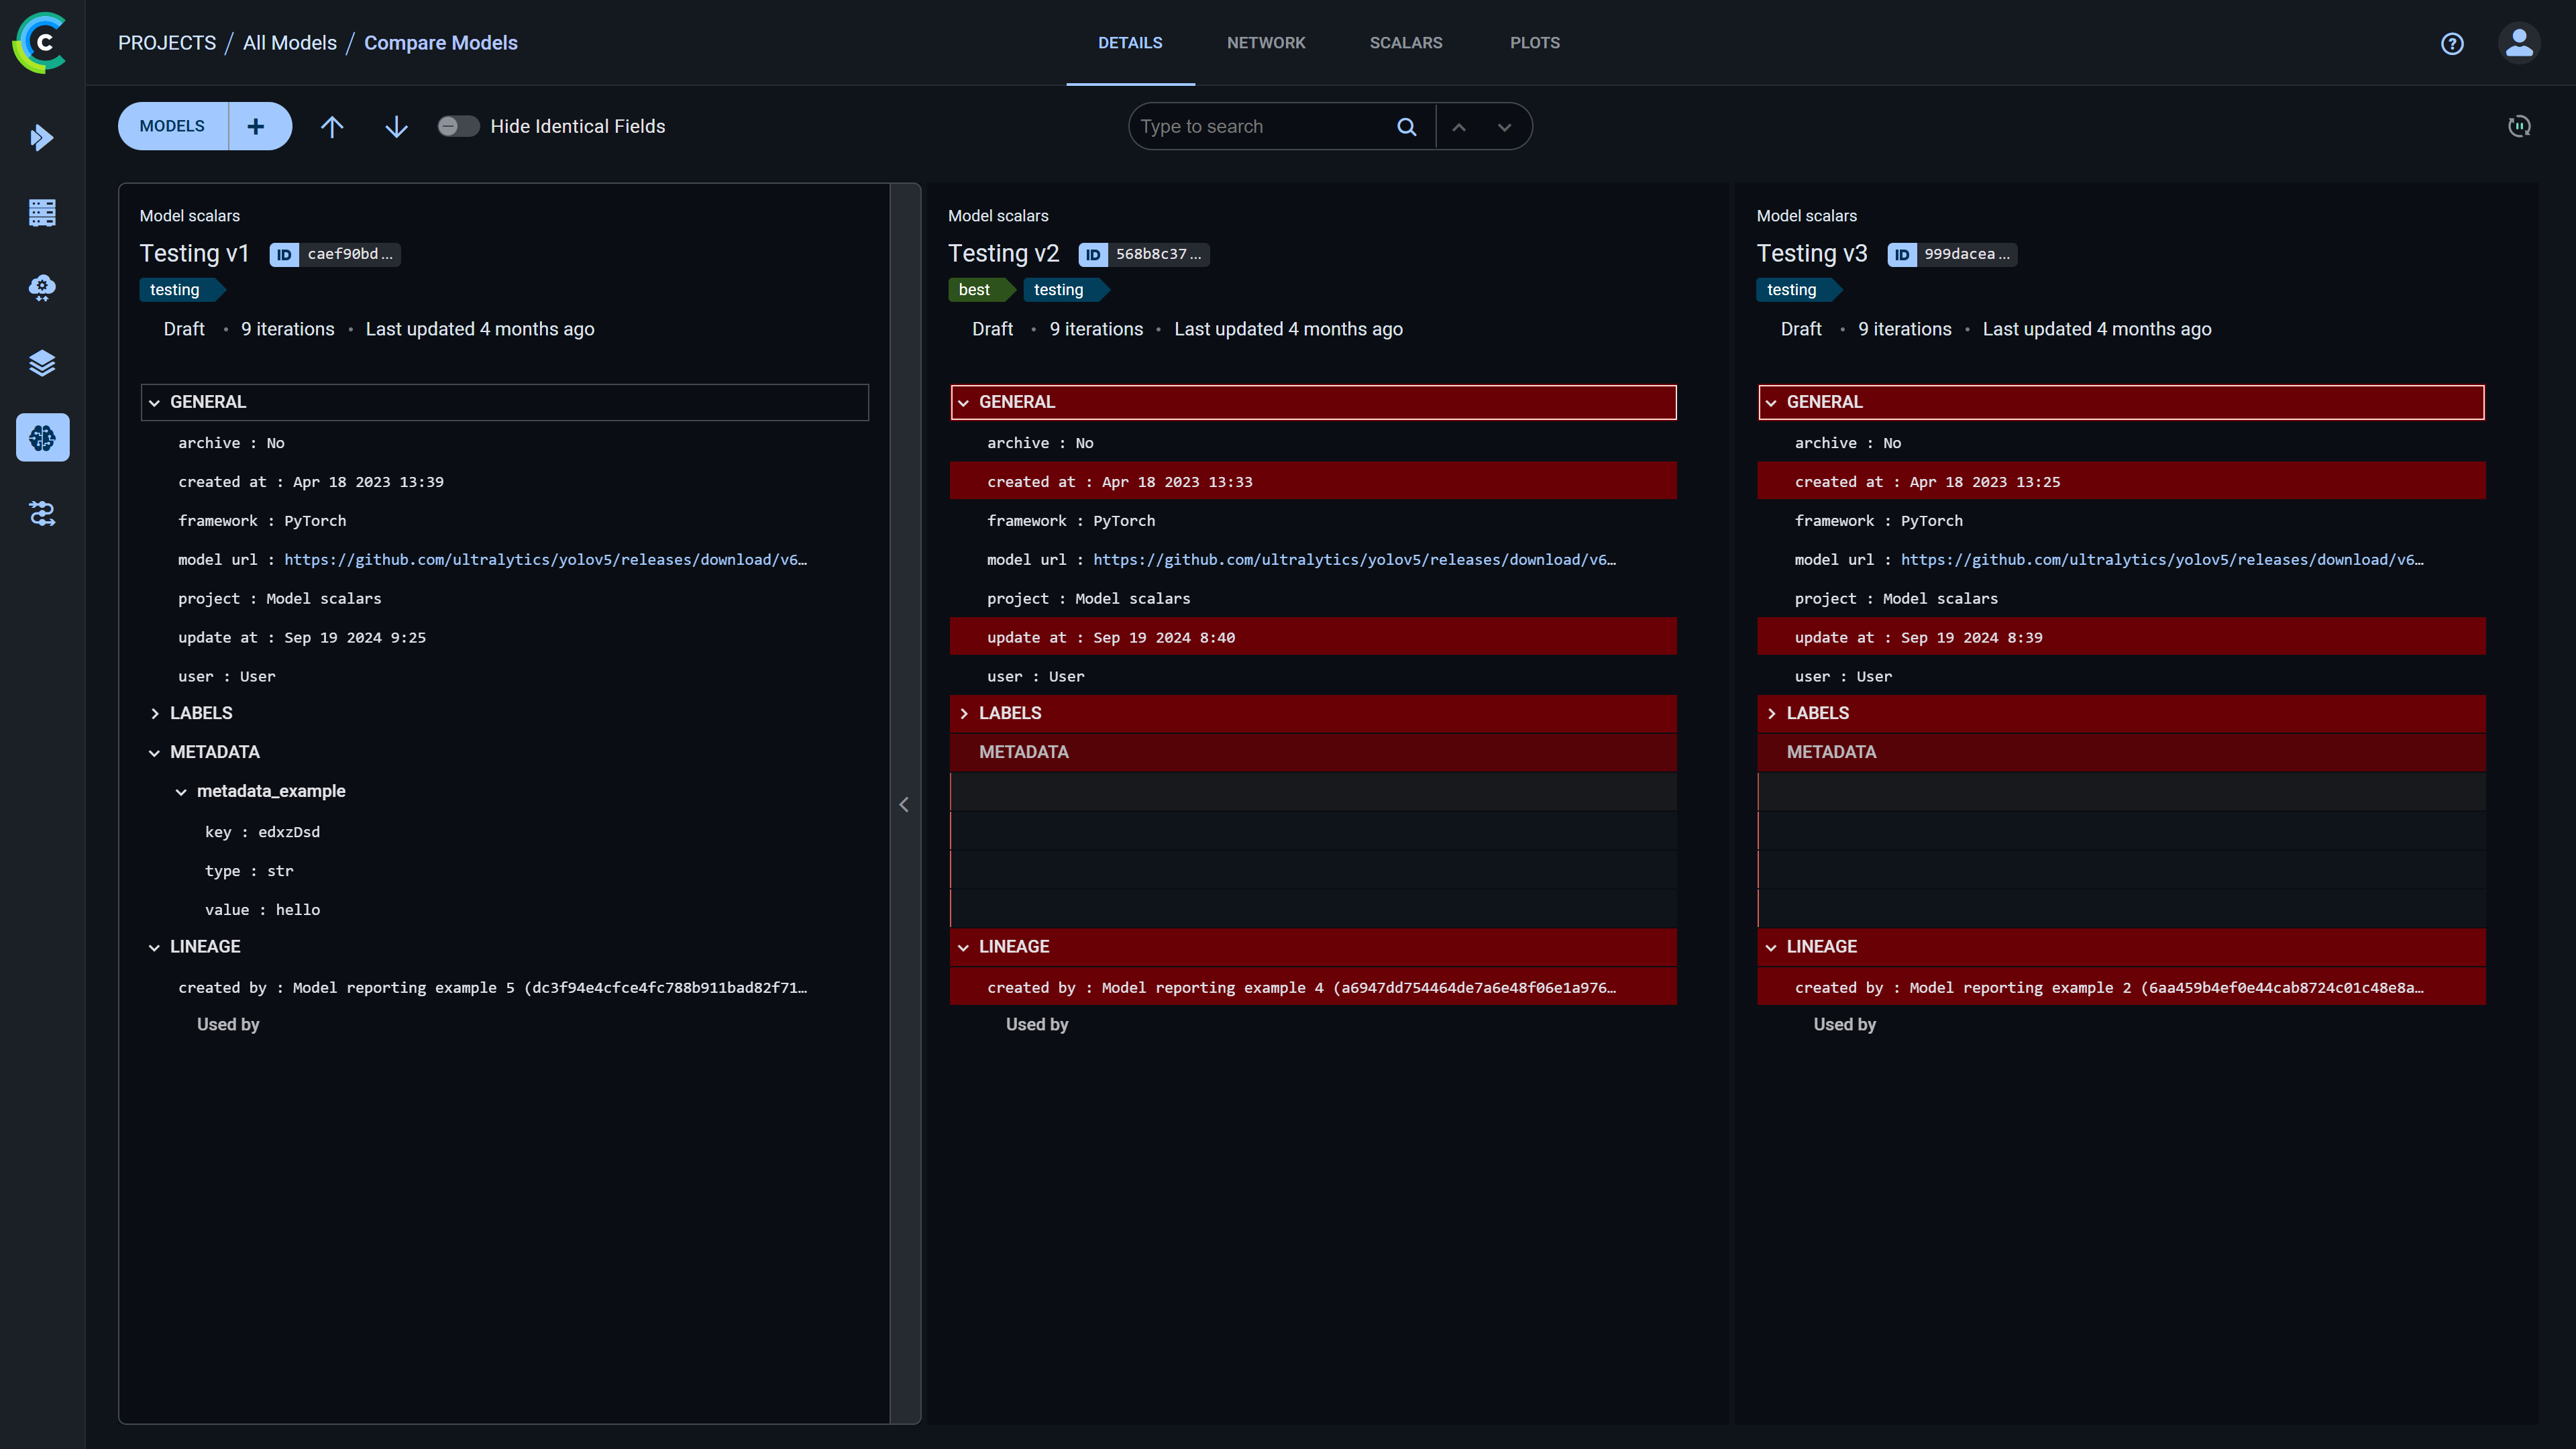 PROJECTS / All Models / Compare Models
DETAILS NETWORK SCALARS PLOTS
MODELS
Hide Identical Fields
Type to search
Model scalars
Testing v1 ID caef90bd...
testing
Draft • 9 iterations • Last updated 4 months ago
GENERAL
archive : No
created at : Apr 18 2023 13:39
framework : PyTorch
model url : https://github.com/ultralytics/yolov5/releases/download/v6…
project : Model scalars
update at : Sep 19 2024 9:25
user : User
LABELS
METADATA
metadata_example
key : edxzDsd
type : str
value : hello
LINEAGE
created by : Model reporting example 5 (dc3f94e4cfce4fc788b911bad82f71…
Used by
Model scalars
Testing v2 ID 568b8c37...
best testing
Draft • 9 iterations • Last updated 4 months ago
GENERAL
archive : No
created at : Apr 18 2023 13:33
framework : PyTorch
model url : https://github.com/ultralytics/yolov5/releases/download/v6…
project : Model scalars
update at : Sep 19 2024 8:40
user : User
LABELS
METADATA
LINEAGE
created by : Model reporting example 4 (a6947dd754464de7a6e48f06e1a976…
Used by
Model scalars
Testing v3 ID 999dacea...
testing
Draft • 9 iterations • Last updated 4 months ago
GENERAL
archive : No
created at : Apr 18 2023 13:25
framework : PyTorch
model url : https://github.com/ultralytics/yolov5/releases/download/v6…
project : Model scalars
update at : Sep 19 2024 8:39
user : User
LABELS
METADATA
LINEAGE
created by : Model reporting example 2 (6aa459b4ef0e44cab8724c01c48e8a…
Used by